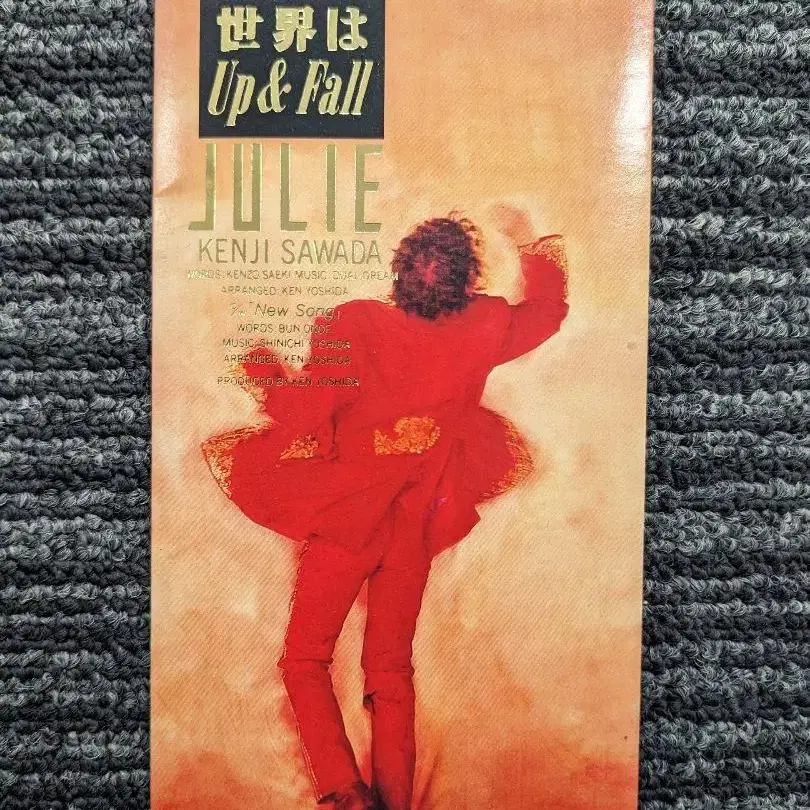 世界は
Up & Fall
JULIE
KENJI SAWADA
WORDS: KENZO SAEKI MUSIC: DUAL DREAM
ARRANGED: KEN YOSHIDA
"New Song"
WORDS: BUN ONOE
MUSIC: SHINICHI YOSHIDA
ARRANGED: KEN YOSHIDA
PRODUCED BY KEN YOSHIDA